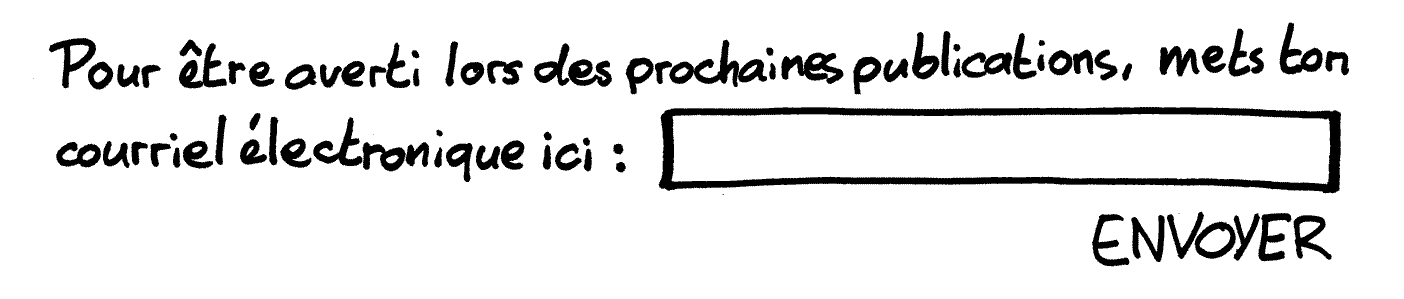 Pour être averti lors des prochaines publications, mets ton
courriel électronique ici :
ENVOYER